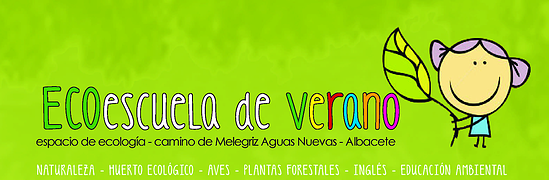 Ecoescuela de verano
espacio de ecología - camino de Melegriz Aguas Nuevas - Albacete
NATURALEZA - HUERTO ECOLÓGICO - AVES - PLANTAS FORESTALES - INGLÉS - EDUCACIÓN AMBIENTAL